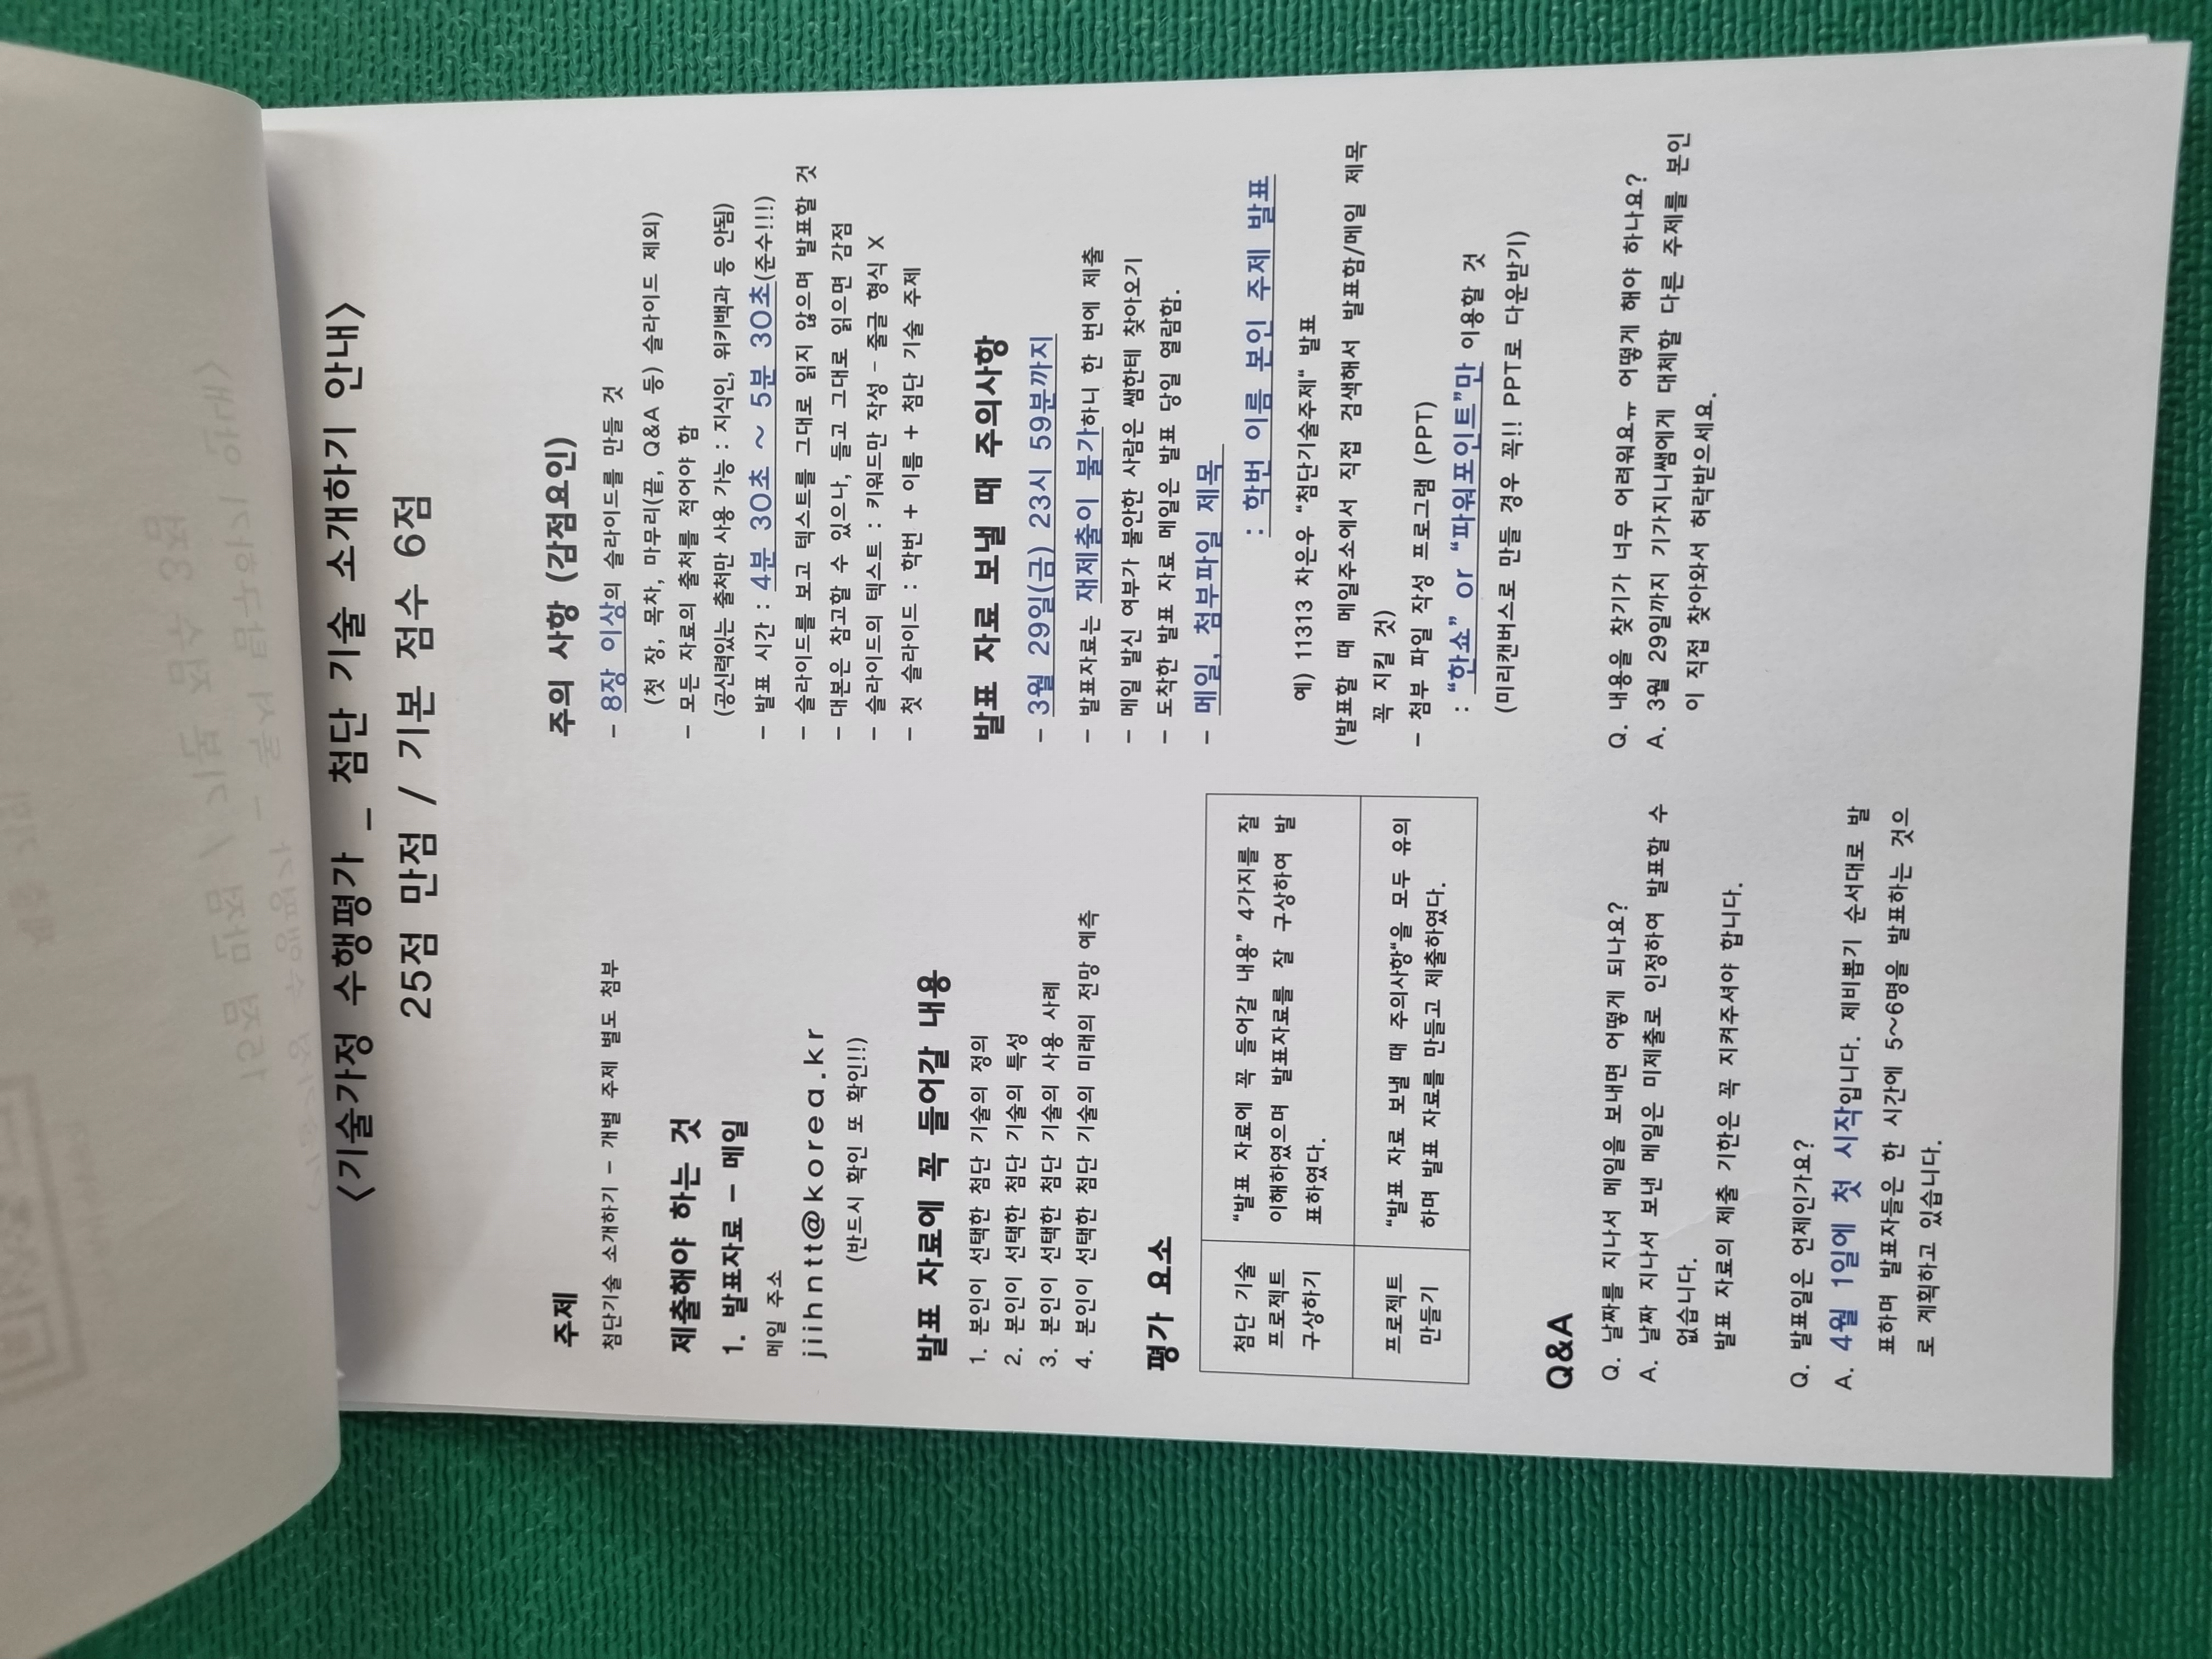 〈기술가정 수행평가 _ 첨단 기술 소개하기 안내〉
25점 만점 / 기본 점수 6점
주제
첨단기술 소개하기 – 개별 주제 별도 첨부
제출해야 하는 것
1. 발표자료 – 메일
메일 주소
jiihntt@korea.kr
(반드시 확인 또 확인!!)
발표 자료에 꼭 들어갈 내용
1. 본인이 선택한 첨단 기술의 정의
2. 본인이 선택한 첨단 기술의 특성
3. 본인이 선택한 첨단 기술의 사용 사례
4. 본인이 선택한 첨단 기술의 미래의 전망 예측
평가 요소
첨단 기술
프로젝트
구상하기
“발표 자료에 꼭 들어갈 내용” 4가지를 잘
이해하였으며 발표자료를 잘 구상하여 발
표하였다.
프로젝트
만들기
“발표 자료 보낼 때 주의사항“을 모두 유의
하며 발표 자료를 만들고 제출하였다.
주의 사항 (감점요인)
– 8장 이상의 슬라이드를 만들 것
(첫 장, 목차, 마무리(끝, Q&A 등) 슬라이드 제외)
– 모든 자료의 출처를 적어야 함
(공신력있는 출처만 사용 가능 : 지식인, 위키백과 등 안됨)
– 발표 시간 : 4분 30초 ~ 5분 30초(준수!!!)
– 슬라이드를 보고 텍스트를 그대로 읽지 않으며 발표할 것
– 대본은 참고할 수 있으나, 들고 그대로 읽으면 감점
– 슬라이드의 텍스트 : 키워드만 작성 – 줄글 형식 X
– 첫 슬라이드 : 학번 + 이름 + 첨단 기술 주제
발표 자료 보낼 때 주의사항
– 3월 29일(금) 23시 59분까지
– 발표자료는 재제출이 불가하니 한 번에 제출
– 메일 발신 여부가 불안한 사람은 쌤한테 찾아오기
– 도착한 발표 자료 메일은 발표 당일 열람함.
– 메일, 첨부파일 제목
: 학번 이름 본인 주제 발표
예) 11313 차은우 “첨단기술주제“ 발표
(발표할 때 메일주소에서 직접 검색해서 발표함/메일 제목
꼭 지킬 것)
– 첨부 파일 작성 프로그램 (PPT)
: “한쇼” or “파워포인트”만 이용할 것
(미리캔버스로 만들 경우 꼭!! PPT로 다운받기)
Q&A
Q. 날짜를 지나서 메일을 보내면 어떻게 되나요?
A. 날짜 지나서 보낸 메일은 미제출로 인정하여 발표할 수
없습니다.
발표 자료의 제출 기한은 꼭 지켜주셔야 합니다.
Q. 발표일은 언제인가요?
A. 4월 1일에 첫 시작입니다. 제비뽑기 순서대로 발
표하며 발표자들은 한 시간에 5~6명을 발표하는 것으
로 계획하고 있습니다.
Q. 내용을 찾기가 너무 어려워요ㅠ 어떻게 해야 하나요?
A. 3월 29일까지 기가지니쌤에게 대체할 다른 주제를 본인
이 직접 찾아와서 허락받으세요.